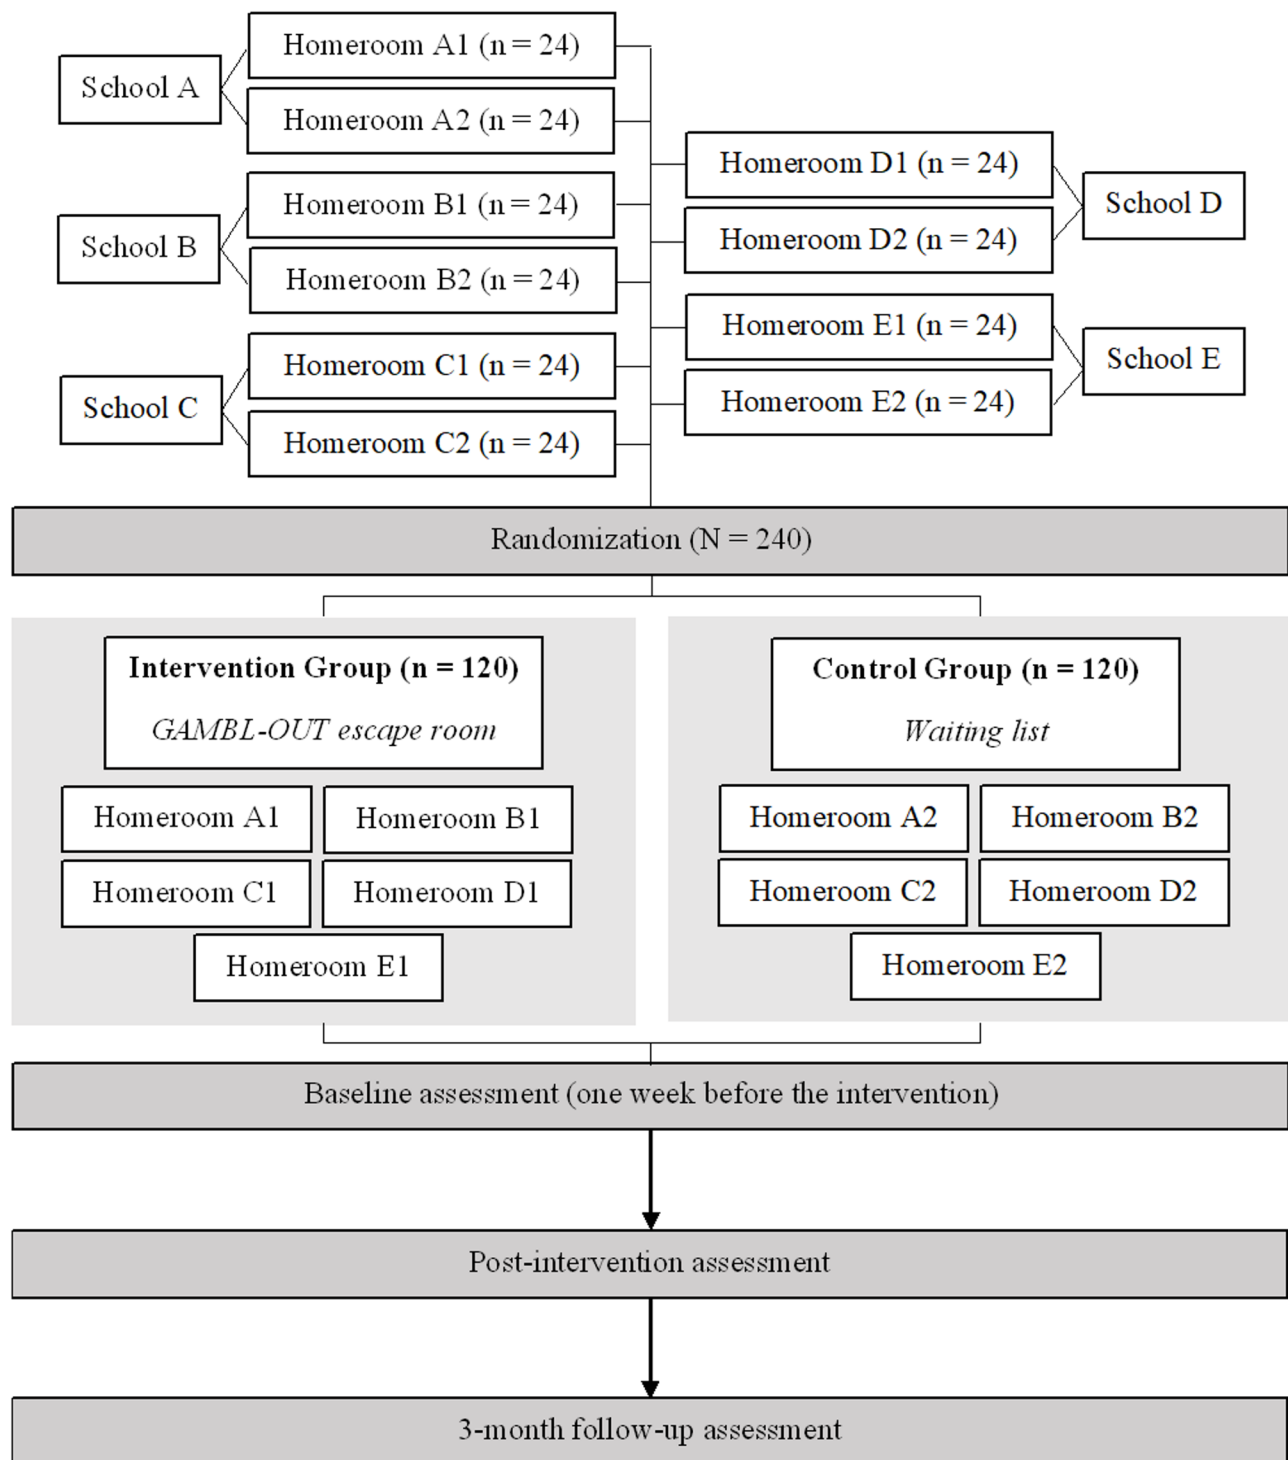 School A
Homeroom A1 (n = 24)
Homeroom A2 (n = 24)
School B
Homeroom B1 (n = 24)
Homeroom B2 (n = 24)
School C
Homeroom C1 (n = 24)
Homeroom C2 (n = 24)
Homeroom D1 (n = 24)
Homeroom D2 (n = 24)
School D
Homeroom E1 (n = 24)
Homeroom E2 (n = 24)
School E
Randomization (N = 240)
Intervention Group (n = 120)
GAMBL-OUT escape room
Homeroom A1
Homeroom B1
Homeroom C1
Homeroom D1
Homeroom E1
Control Group (n = 120)
Waiting list
Homeroom A2
Homeroom B2
Homeroom C2
Homeroom D2
Homeroom E2
Baseline assessment (one week before the intervention)
Post-intervention assessment
3-month follow-up assessment